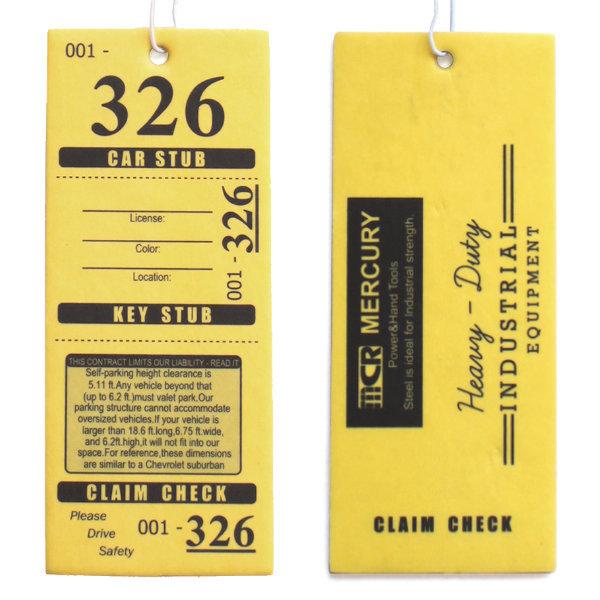 001 -
326
CAR STUB
License:
Color:
Location:
001 - 326
KEY STUB
THIS CONTRACT LIMITS OUR LIABILITY - READ IT
Self-parking height clearance is
5.11 ft.Any vehicle beyond that
(up to 6.2 ft.)must valet park.Our
parking structure cannot accommodate
oversized vehicles.If your vehicle is
larger than 18.6 ft.long,6.75 ft.wide,
and 6.2ft.high,it will not fit into our
space.For reference,these dimensions
are similar to a Chevrolet suburban
CLAIM CHECK
Please
Drive
Safety
001 - 326
MCR MERCURY
Power&Hand Tools
Steel is ideal for Industrial strength.
Heavy - Duty
INDUSTRIAL
EQUIPMENT
CLAIM CHECK